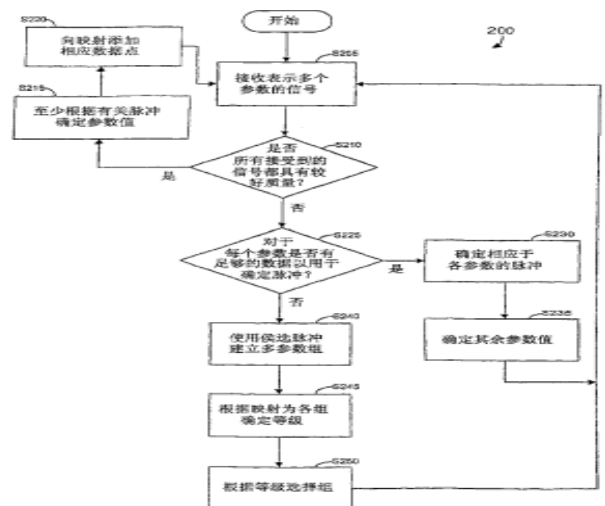 开始
200
S205
接收表示多个
参数的信号
S220
向映射添加
相应数据点
S215
至少根据有关脉冲
确定参数值
S210
是否
所有接受到的
信号都具有较
好质量？
是
否
S225
对于
每个参数是否有
足够的数据以用于
确定脉冲？
是
否
S230
确定相应于
各参数的脉冲
S235
确定其余参数值
S240
使用侯选脉冲
建立多参数组
S245
根据映射为各组
确定等级
S250
根据等级选择组